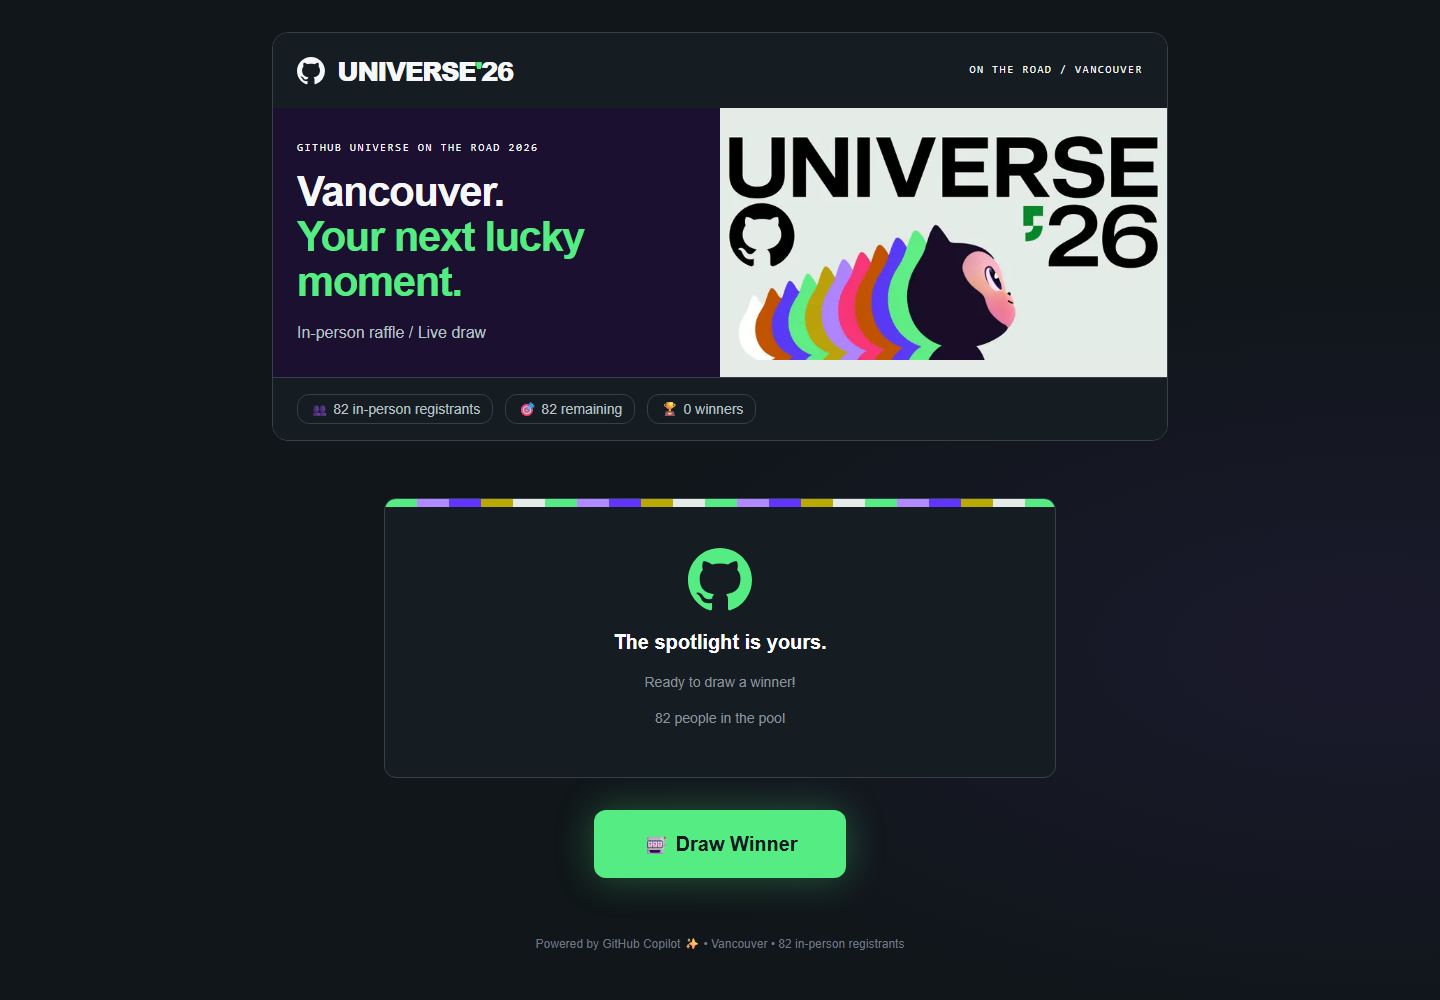 UNIVERSE'26
ON THE ROAD / VANCOUVER
GITHUB UNIVERSE ON THE ROAD 2026
Vancouver.
Your next lucky
moment.
In-person raffle / Live draw
UNIVERSE
'26
82 in-person registrants
82 remaining
0 winners
The spotlight is yours.
Ready to draw a winner!
82 people in the pool
Draw Winner
Powered by GitHub Copilot ✨ • Vancouver • 82 in-person registrants